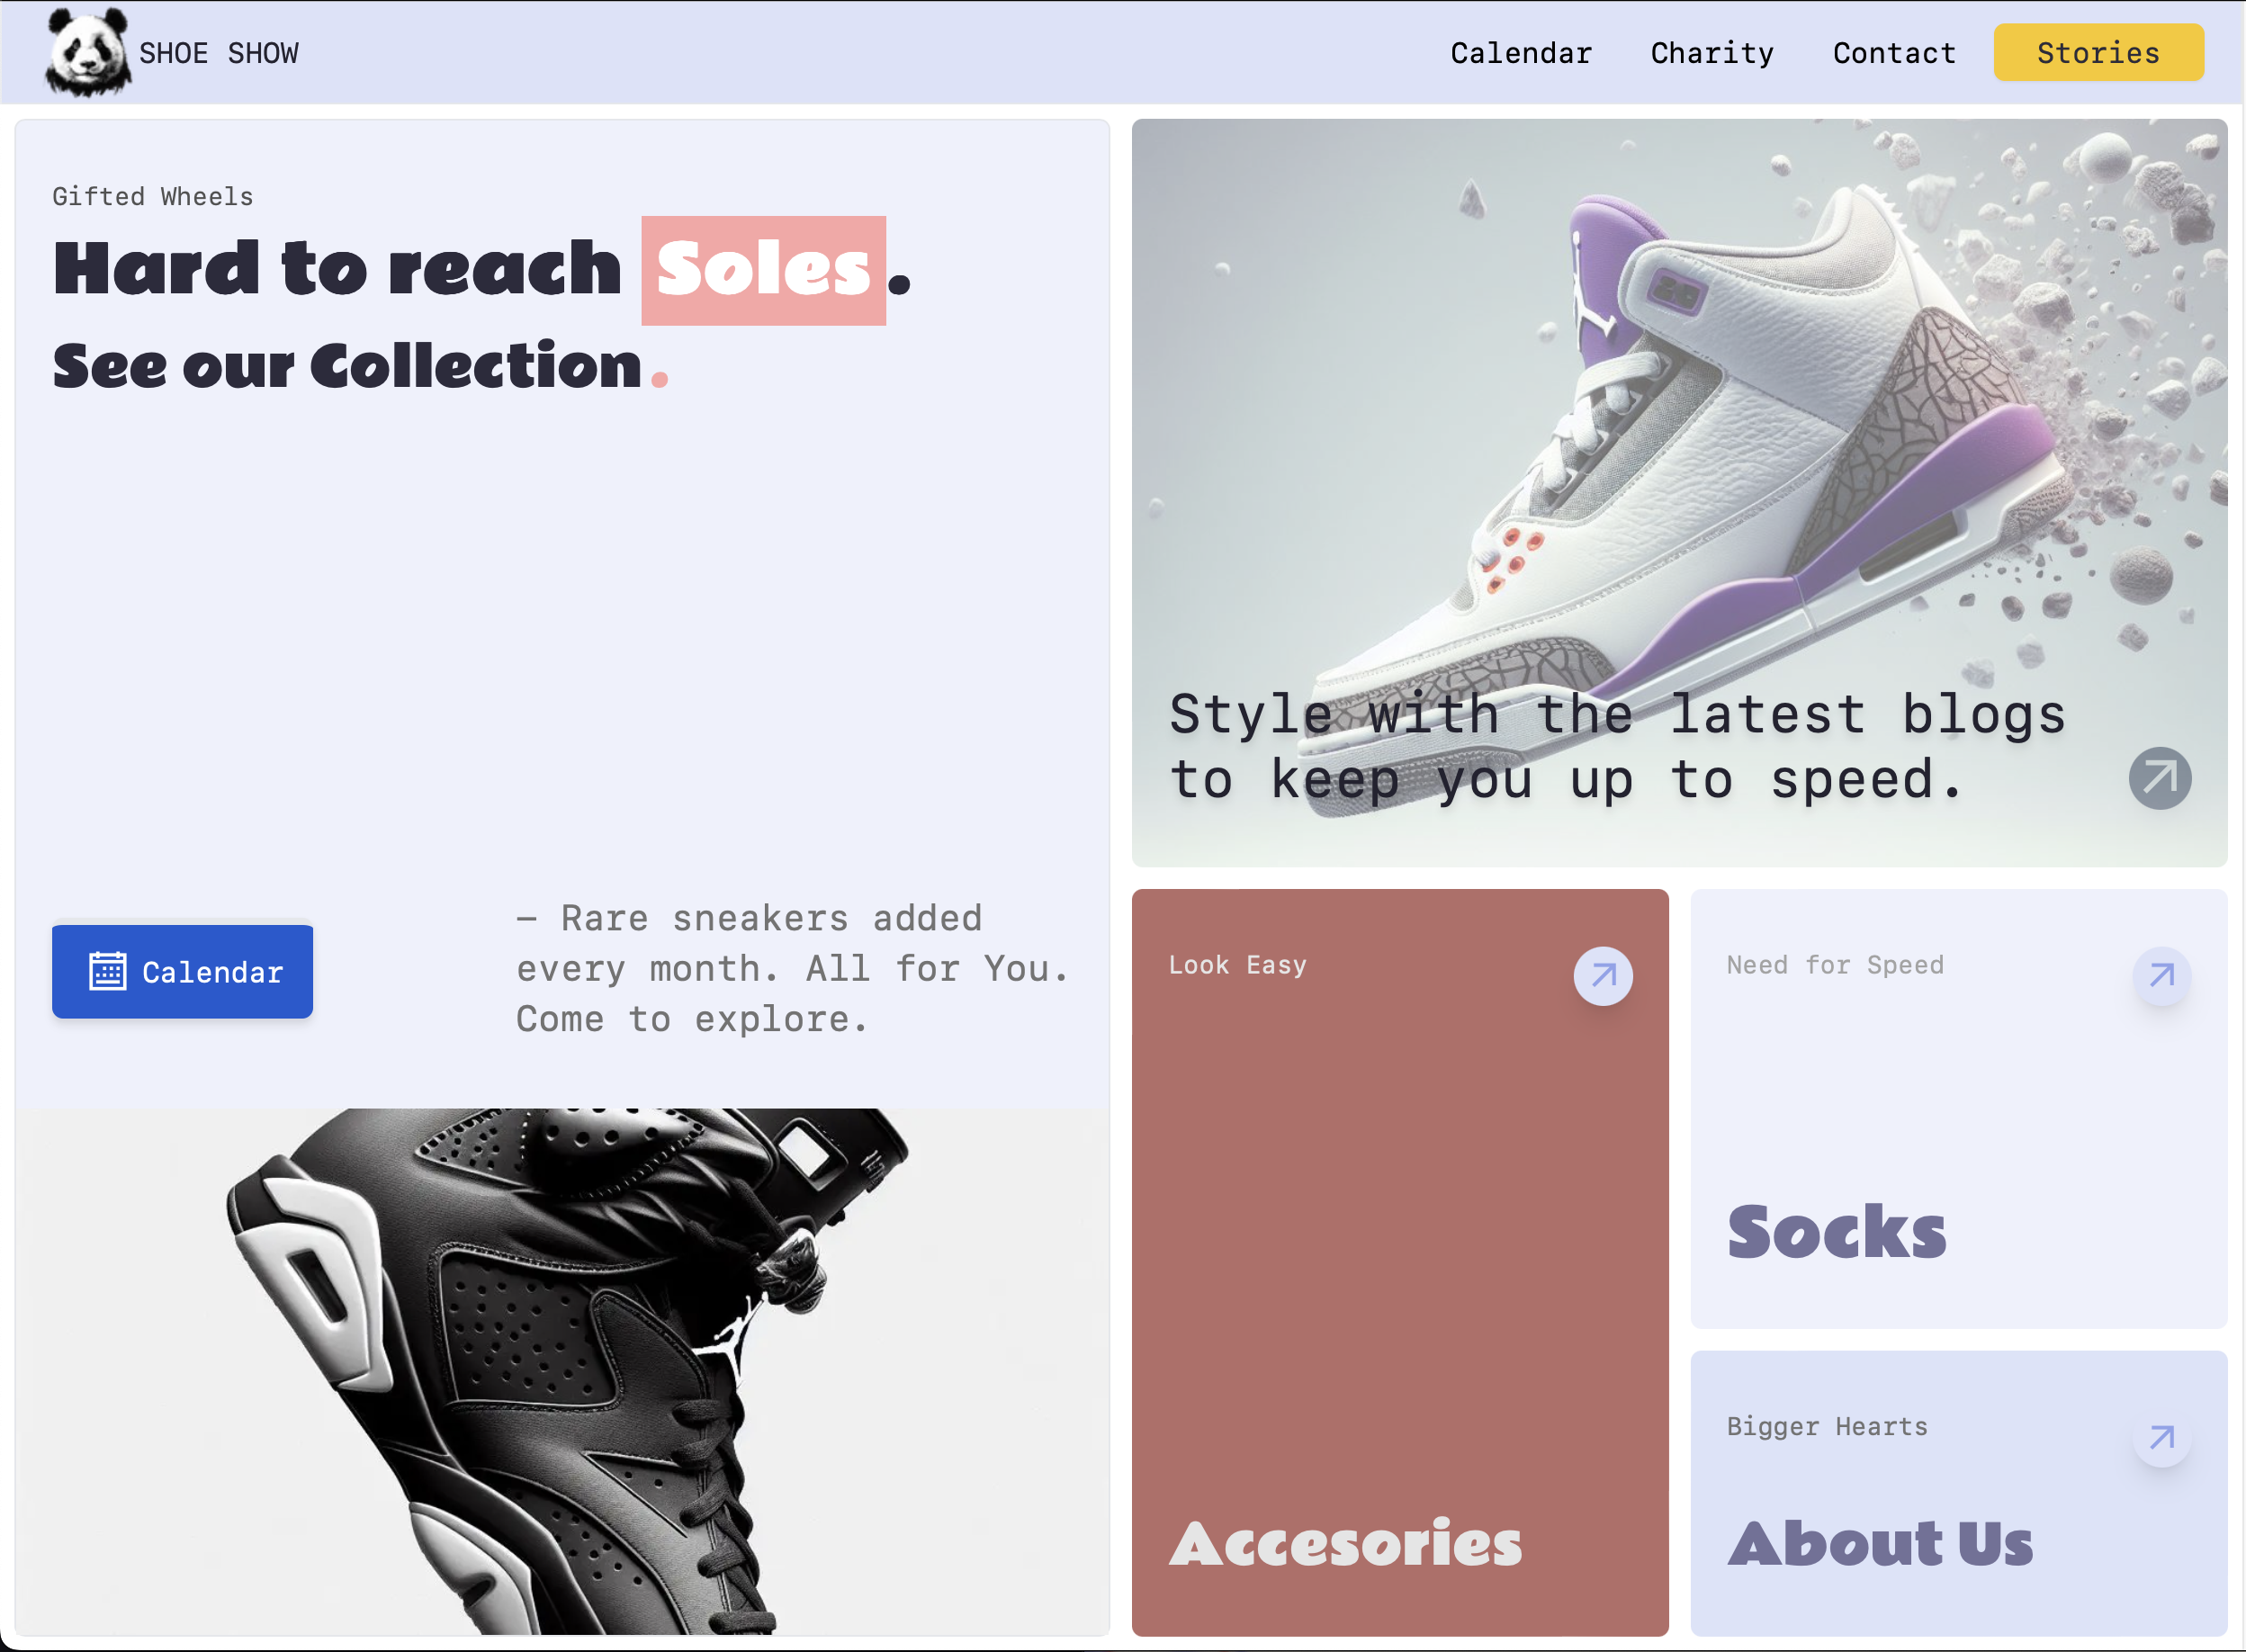 SHOE SHOW
Calendar
Charity
Contact
Stories
Gifted Wheels
Hard to reach Soles.
See our Collection.
Calendar
— Rare sneakers added
every month. All for You.
Come to explore.
Style with the latest blogs
to keep you up to speed.
Look Easy
Accesories
Need for Speed
Socks
Bigger Hearts
About Us